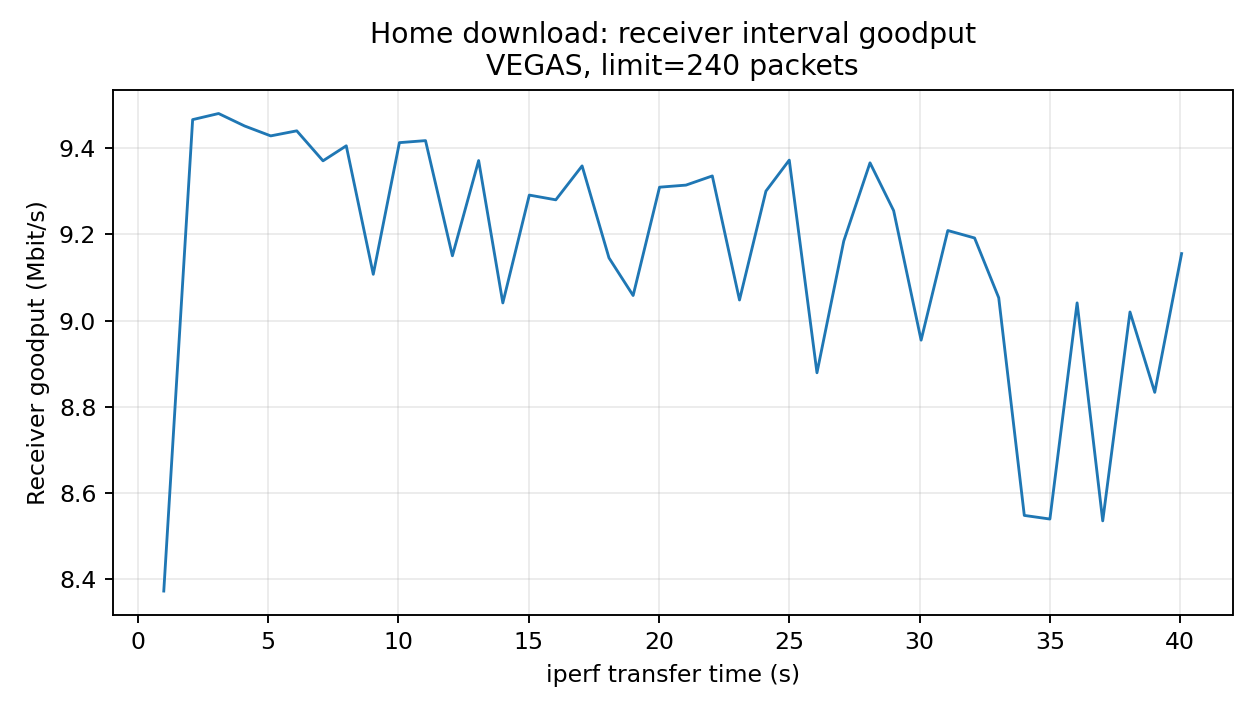 Home download: receiver interval goodput
VEGAS, limit=240 packets
Receiver goodput (Mbit/s)
9.4
9.2
9.0
8.8
8.6
8.4
0 5 10 15 20 25 30 35 40
iperf transfer time (s)